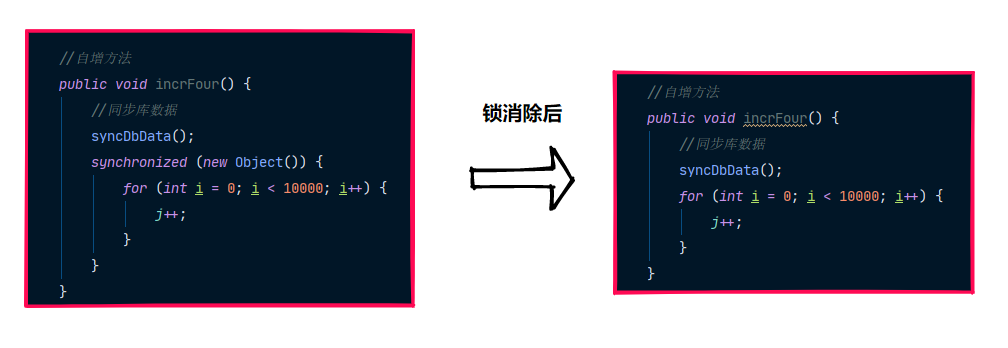 //自增方法
public void incrFour() {
//同步库数据
syncDbData();
synchronized (new Object()) {
for (int i = 0; i < 10000; i++) {
j++;
}
}
}
锁消除后
//自增方法
public void incrFour() {
//同步库数据
syncDbData();
for (int i = 0; i < 10000; i++) {
j++;
}
}